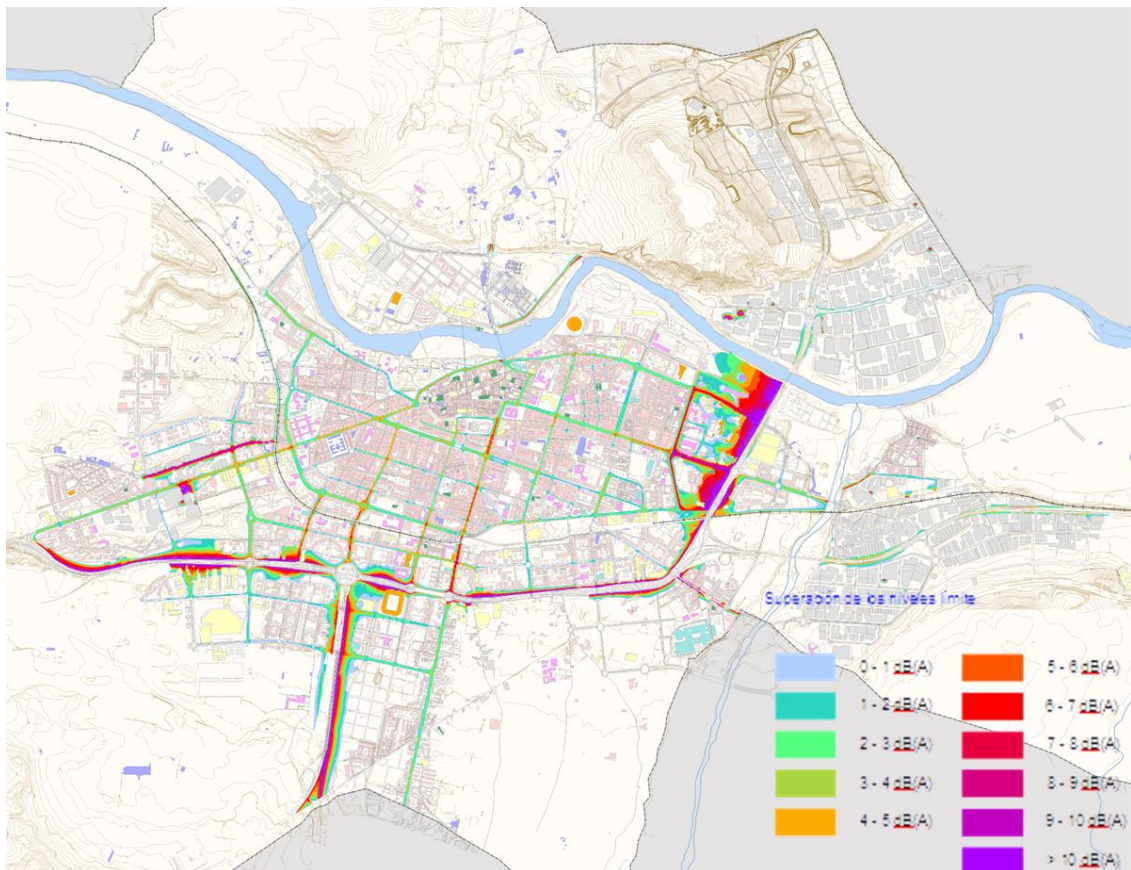 Superación de los niveles límite
0 - 1 dB(A)
1 - 2 dB(A)
2 - 3 dB(A)
3 - 4 dB(A)
4 - 5 dB(A)
5 - 6 dB(A)
6 - 7 dB(A)
7 - 8 dB(A)
8 - 9 dB(A)
9 - 10 dB(A)
> 10 dB(A)